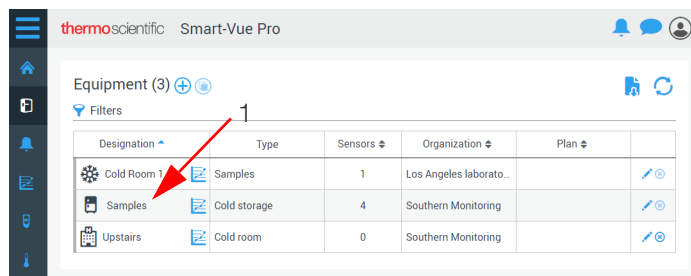 thermoscientific Smart-Vue Pro
Equipment (3)
Filters
1
Designation Type Sensors Organization Plan
Cold Room 1 Samples 1 Los Angeles laborato...
Samples Cold storage 4 Southern Monitoring
Upstairs Cold room 0 Southern Monitoring